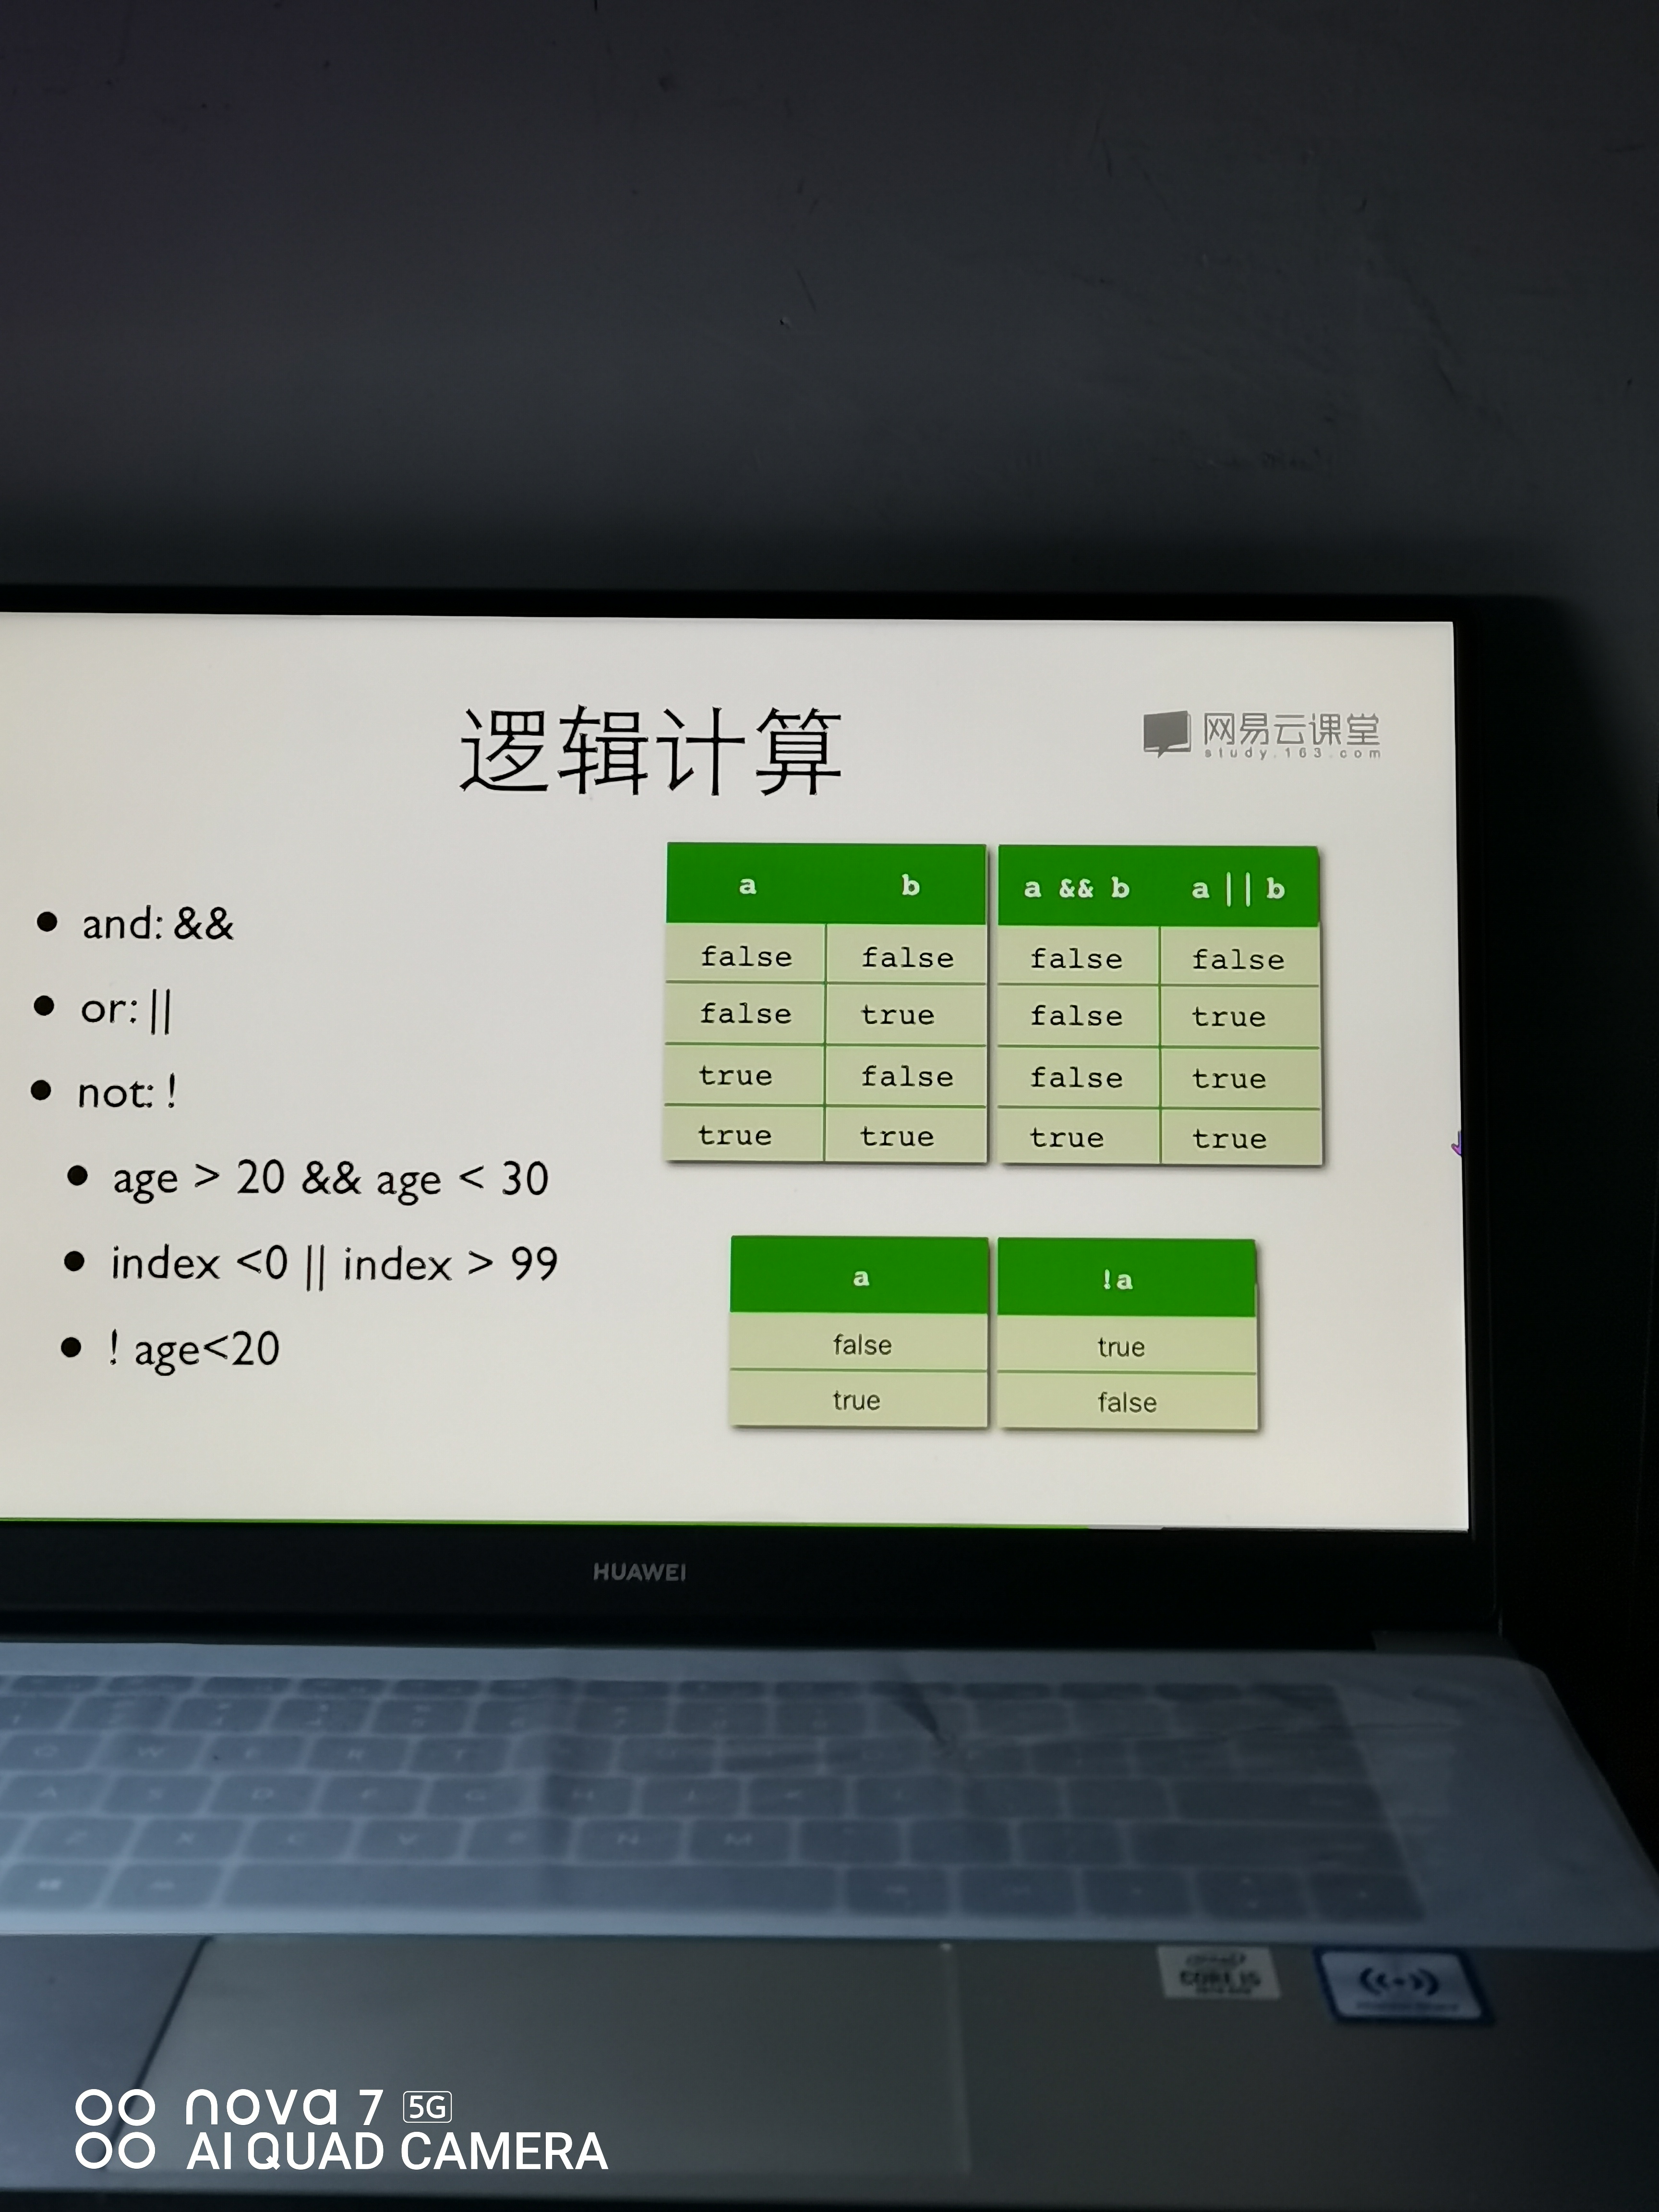 逻辑计算
网易云课堂
study.163.com
• and: &&
• or: ||
• not: !
• age > 20 && age < 30
• index <0 || index > 99
• ! age<20
a b a && b a || b
false false false false
false true false true
true false false true
true true true true
a !a
false true
true false
HUAWEI
Q W E R T
A S D F G H J K L
Z X C V B N M
CORE i5
nova 7 5G
AI QUAD CAMERA